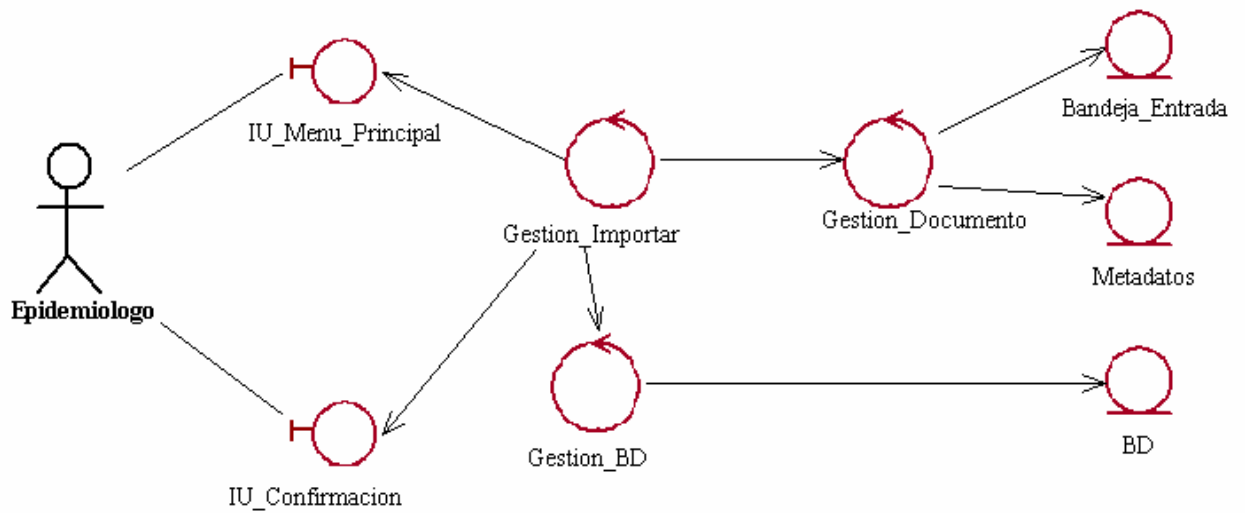 Bandeja_Entrada
IU_Menu_Principal
Gestion_Importar
Gestion_Documento
Metadatos
Epidemiologo
Gestion_BD
BD
IU_Confirmacion